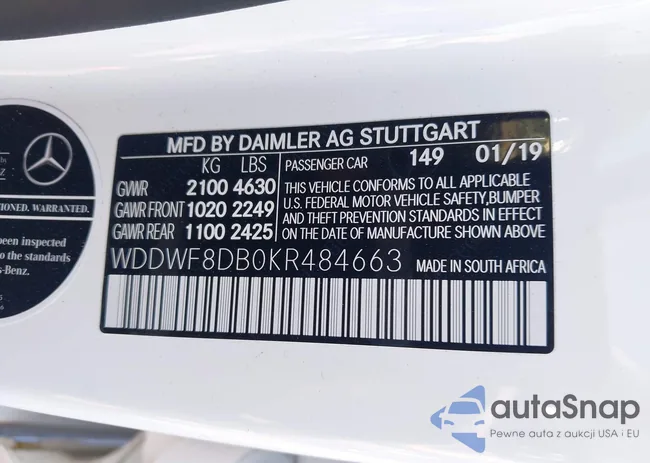 MFD BY DAIMLER AG STUTTGART
KG LBS
GVWR 2100 4630
GAWR FRONT 1020 2249
GAWR REAR 1100 2425
PASSENGER CAR 149 01/19
THIS VEHICLE CONFORMS TO ALL APPLICABLE
U.S. FEDERAL MOTOR VEHICLE SAFETY, BUMPER
AND THEFT PREVENTION STANDARDS IN EFFECT
ON THE DATE OF MANUFACTURE SHOWN ABOVE
WDDWF8DB0KR484663 MADE IN SOUTH AFRICA
TIONED. WARRANTED.
been inspected
to the standards
s-Benz.
autaSnap
Pewne auta z aukcji USA i EU